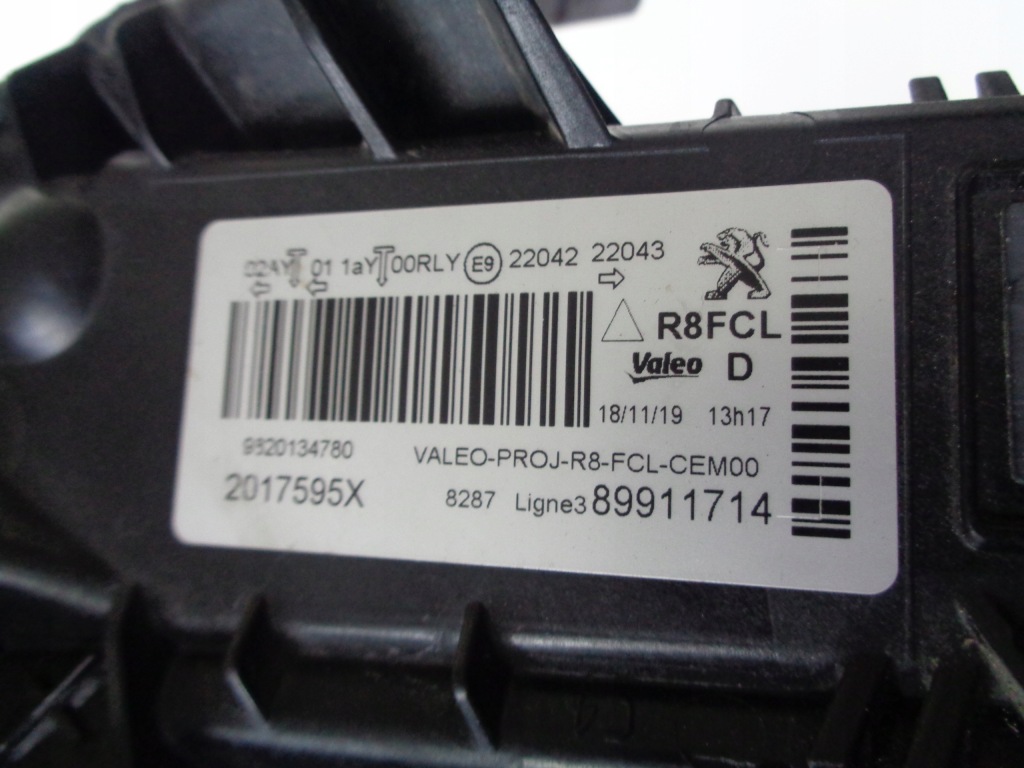 02AY 01 1aY 00RLY E9 22042 22043
R8FCL
Valeo D
18/11/19 13h17
9820134780 VALEO-PROJ-R8-FCL-CEM00
2017595X 8287 Ligne3 89911714